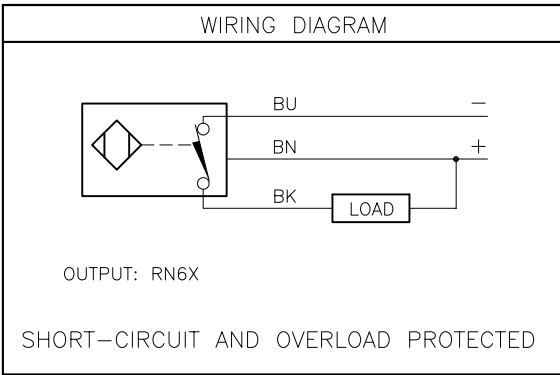 WIRING DIAGRAM
BU −
BN +
BK
LOAD
OUTPUT: RN6X
SHORT−CIRCUIT AND OVERLOAD PROTECTED